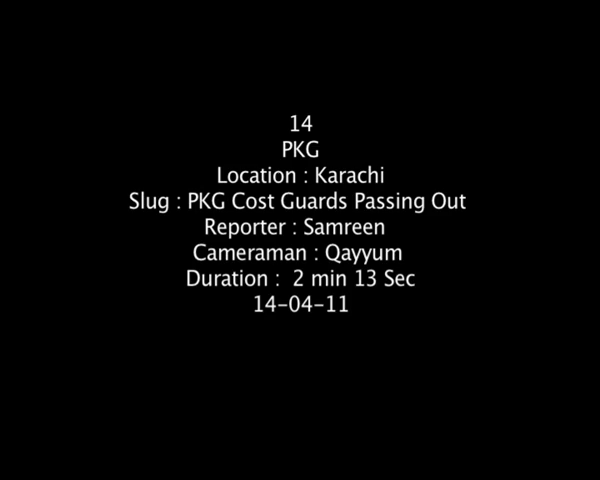 14
PKG
Location : Karachi
Slug : PKG Cost Guards Passing Out
Reporter : Samreen
Cameraman : Qayyum
Duration :  2 min 13 Sec
14-04-11